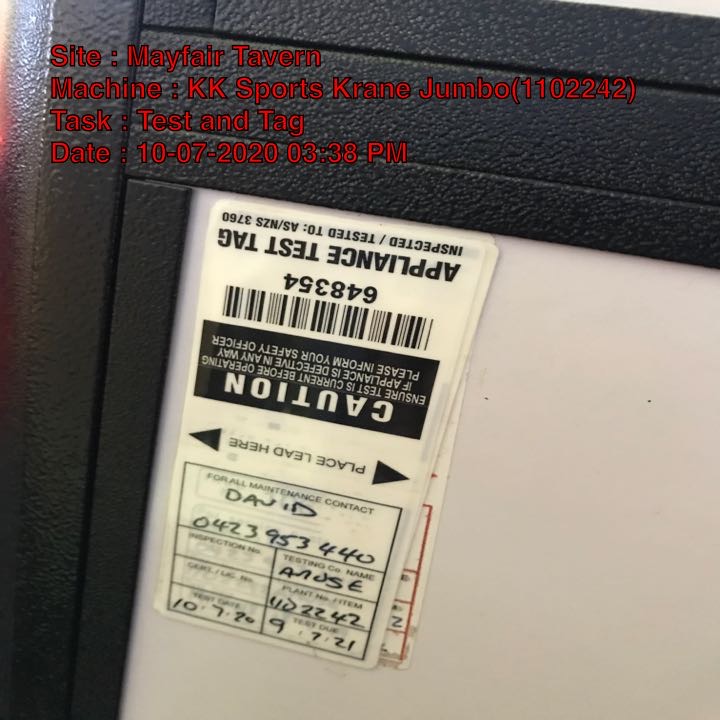 Site : Mayfair Tavern
Machine : KK Sports Krane Jumbo(1102242)
Task : Test and Tag
Date : 10-07-2020 03:38 PM
INSPECTED / TESTED TO: AS/NZS 3760
APPLIANCE TEST TAG
648354
CAUTION
ENSURE TEST IS CURRENT BEFORE OPERATING
IF APPLIANCE IS DEFECTIVE IN ANY WAY
PLEASE INFORM YOUR SAFETY OFFICER
PLACE LEAD HERE
FOR ALL MAINTENANCE CONTACT
DAVID
0423 953 440
INSPECTION No.
TESTING Co. NAME
AMUSE
CERT. / LIC. No.
PLANT No. / ITEM
1102242
TEST DATE
10.7.20
TEST DUE
9.7.21